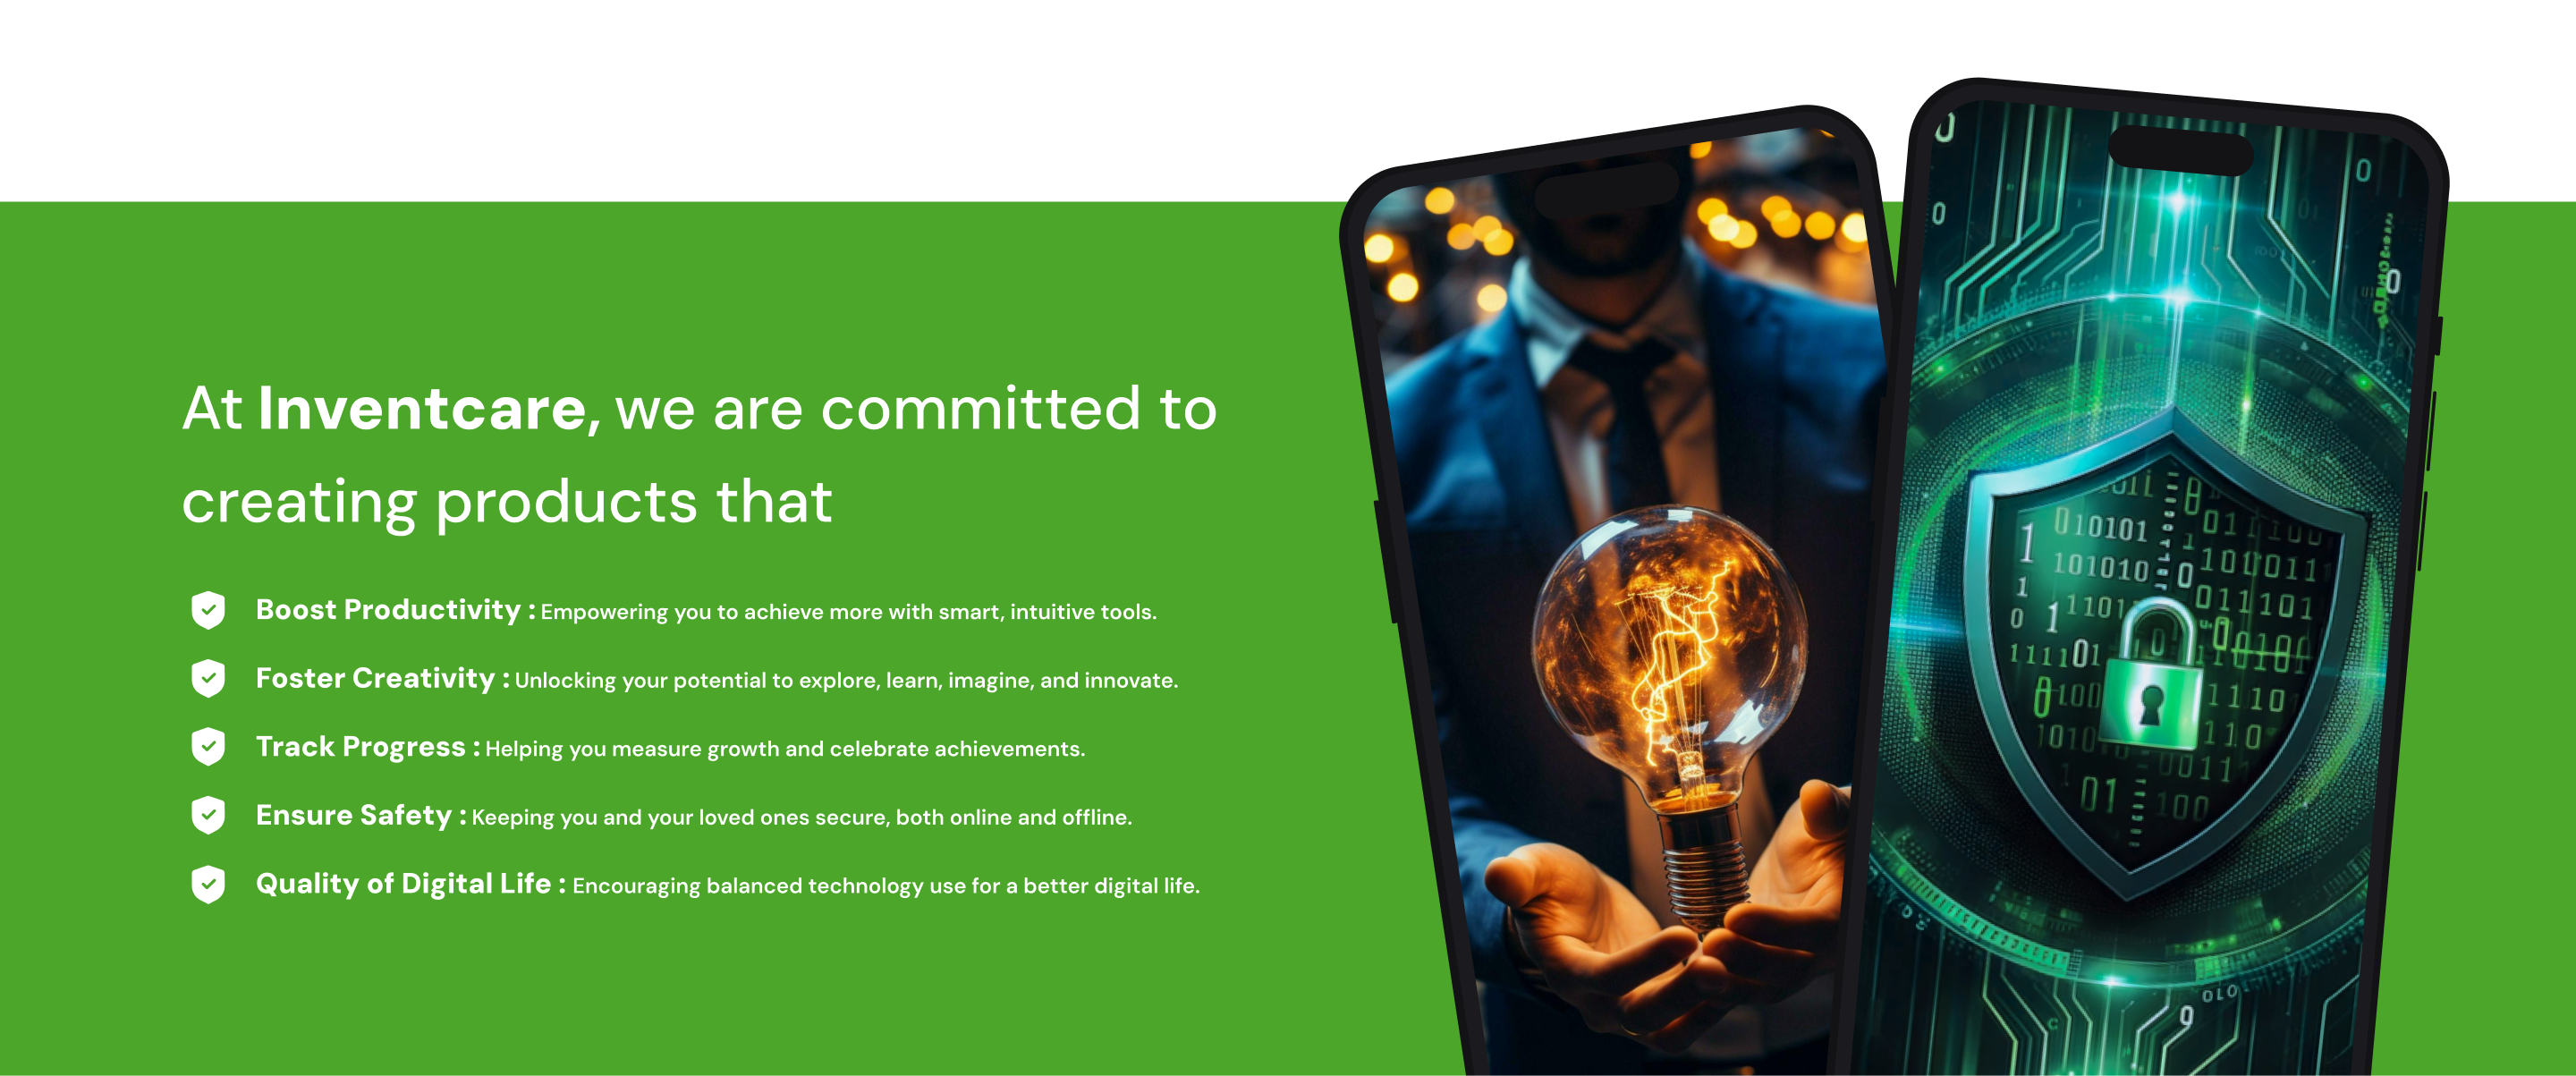 At Inventcare, we are committed to
creating products that
Boost Productivity : Empowering you to achieve more with smart, intuitive tools.
Foster Creativity : Unlocking your potential to explore, learn, imagine, and innovate.
Track Progress : Helping you measure growth and celebrate achievements.
Ensure Safety : Keeping you and your loved ones secure, both online and offline.
Quality of Digital Life : Encouraging balanced technology use for a better digital life.